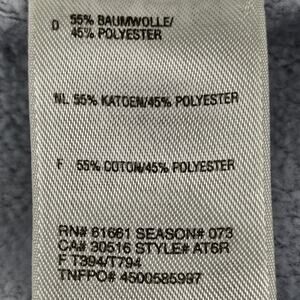 D 55% BAUMWOLLE/
45% POLYESTER
NL 55% KATOEN/45% POLYESTER
F 55% COTON/45% POLYESTER
RN# 61661 SEASON# 073
CA# 30516 STYLE# AT6R
F T394/T794
TNFPO# 4500585997